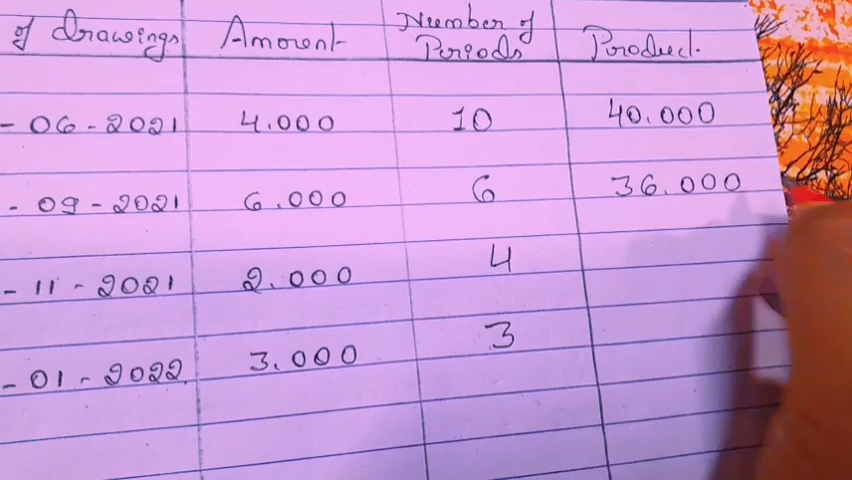 of drawings Amount Number of Periods Product.
- 06 - 2021 4.000 10 40.000
- 09 - 2021 6.000 6 36.000
- 11 - 2021 2.000 4
- 01 - 2022 3.000 3